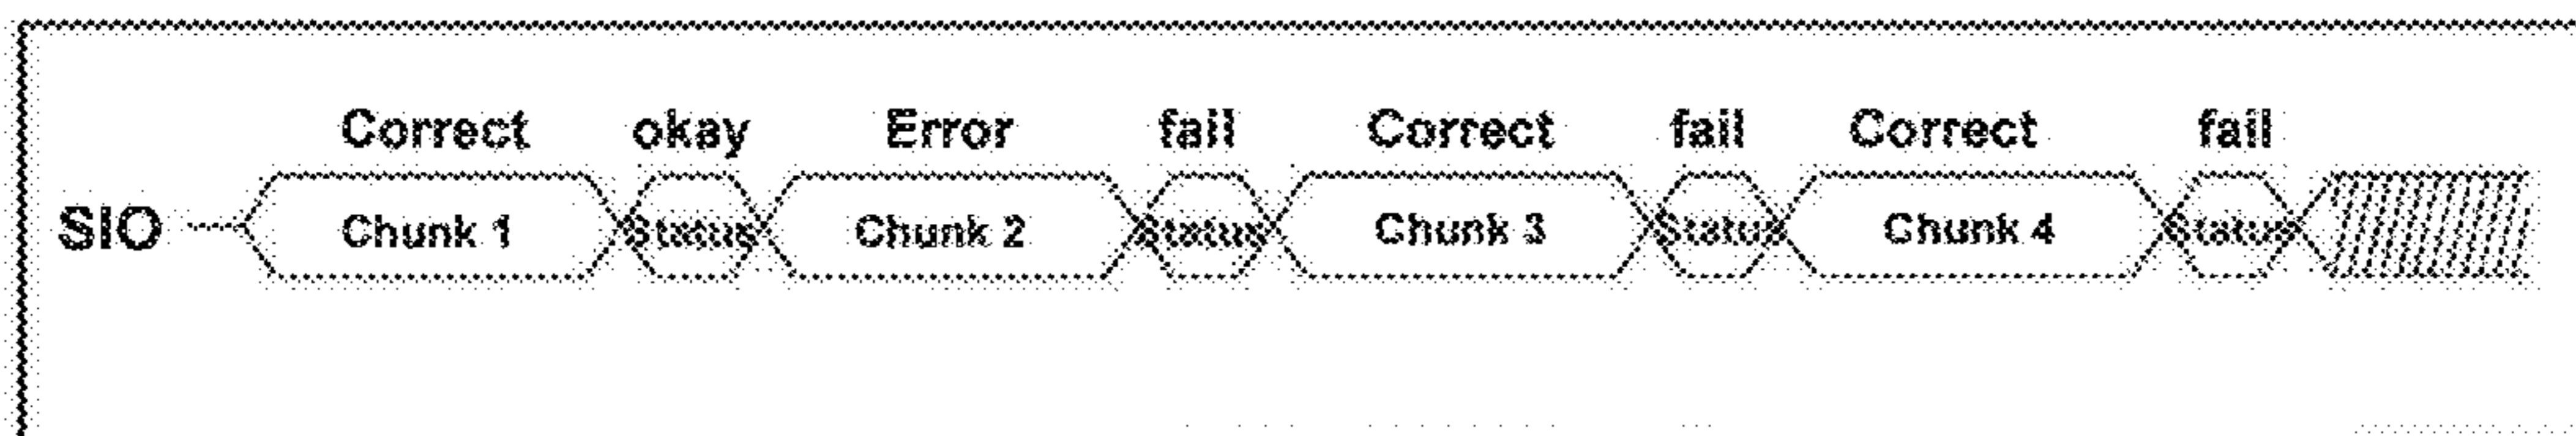 Correct okay Error fail Correct fail Correct fail
SIO Chunk 1 Status Chunk 2 Status Chunk 3 Status Chunk 4 Status